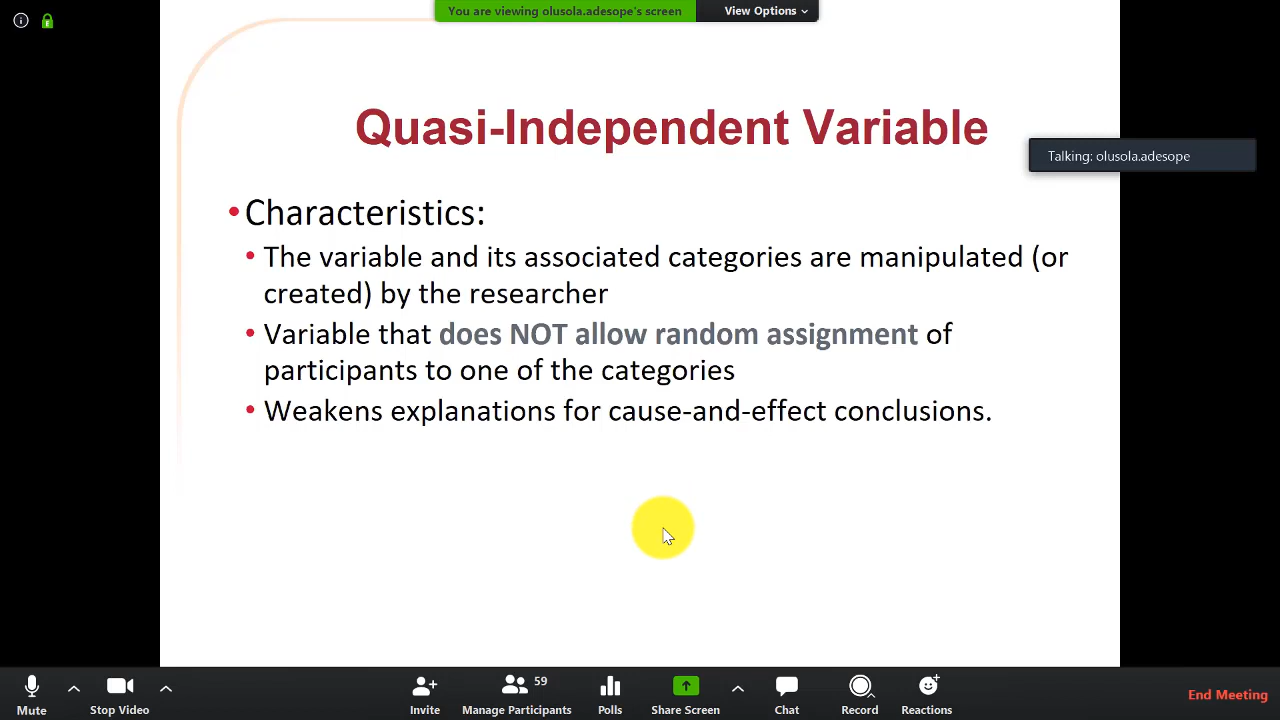 You are viewing olusola.adesope's screen
View Options
Quasi-Independent Variable
Talking: olusola.adesope
•Characteristics:
• The variable and its associated categories are manipulated (or
created) by the researcher
• Variable that does NOT allow random assignment of
participants to one of the categories
• Weakens explanations for cause-and-effect conclusions.
Mute
Stop Video
Invite
Manage Participants
59
Polls
Share Screen
Chat
Record
Reactions
End Meeting